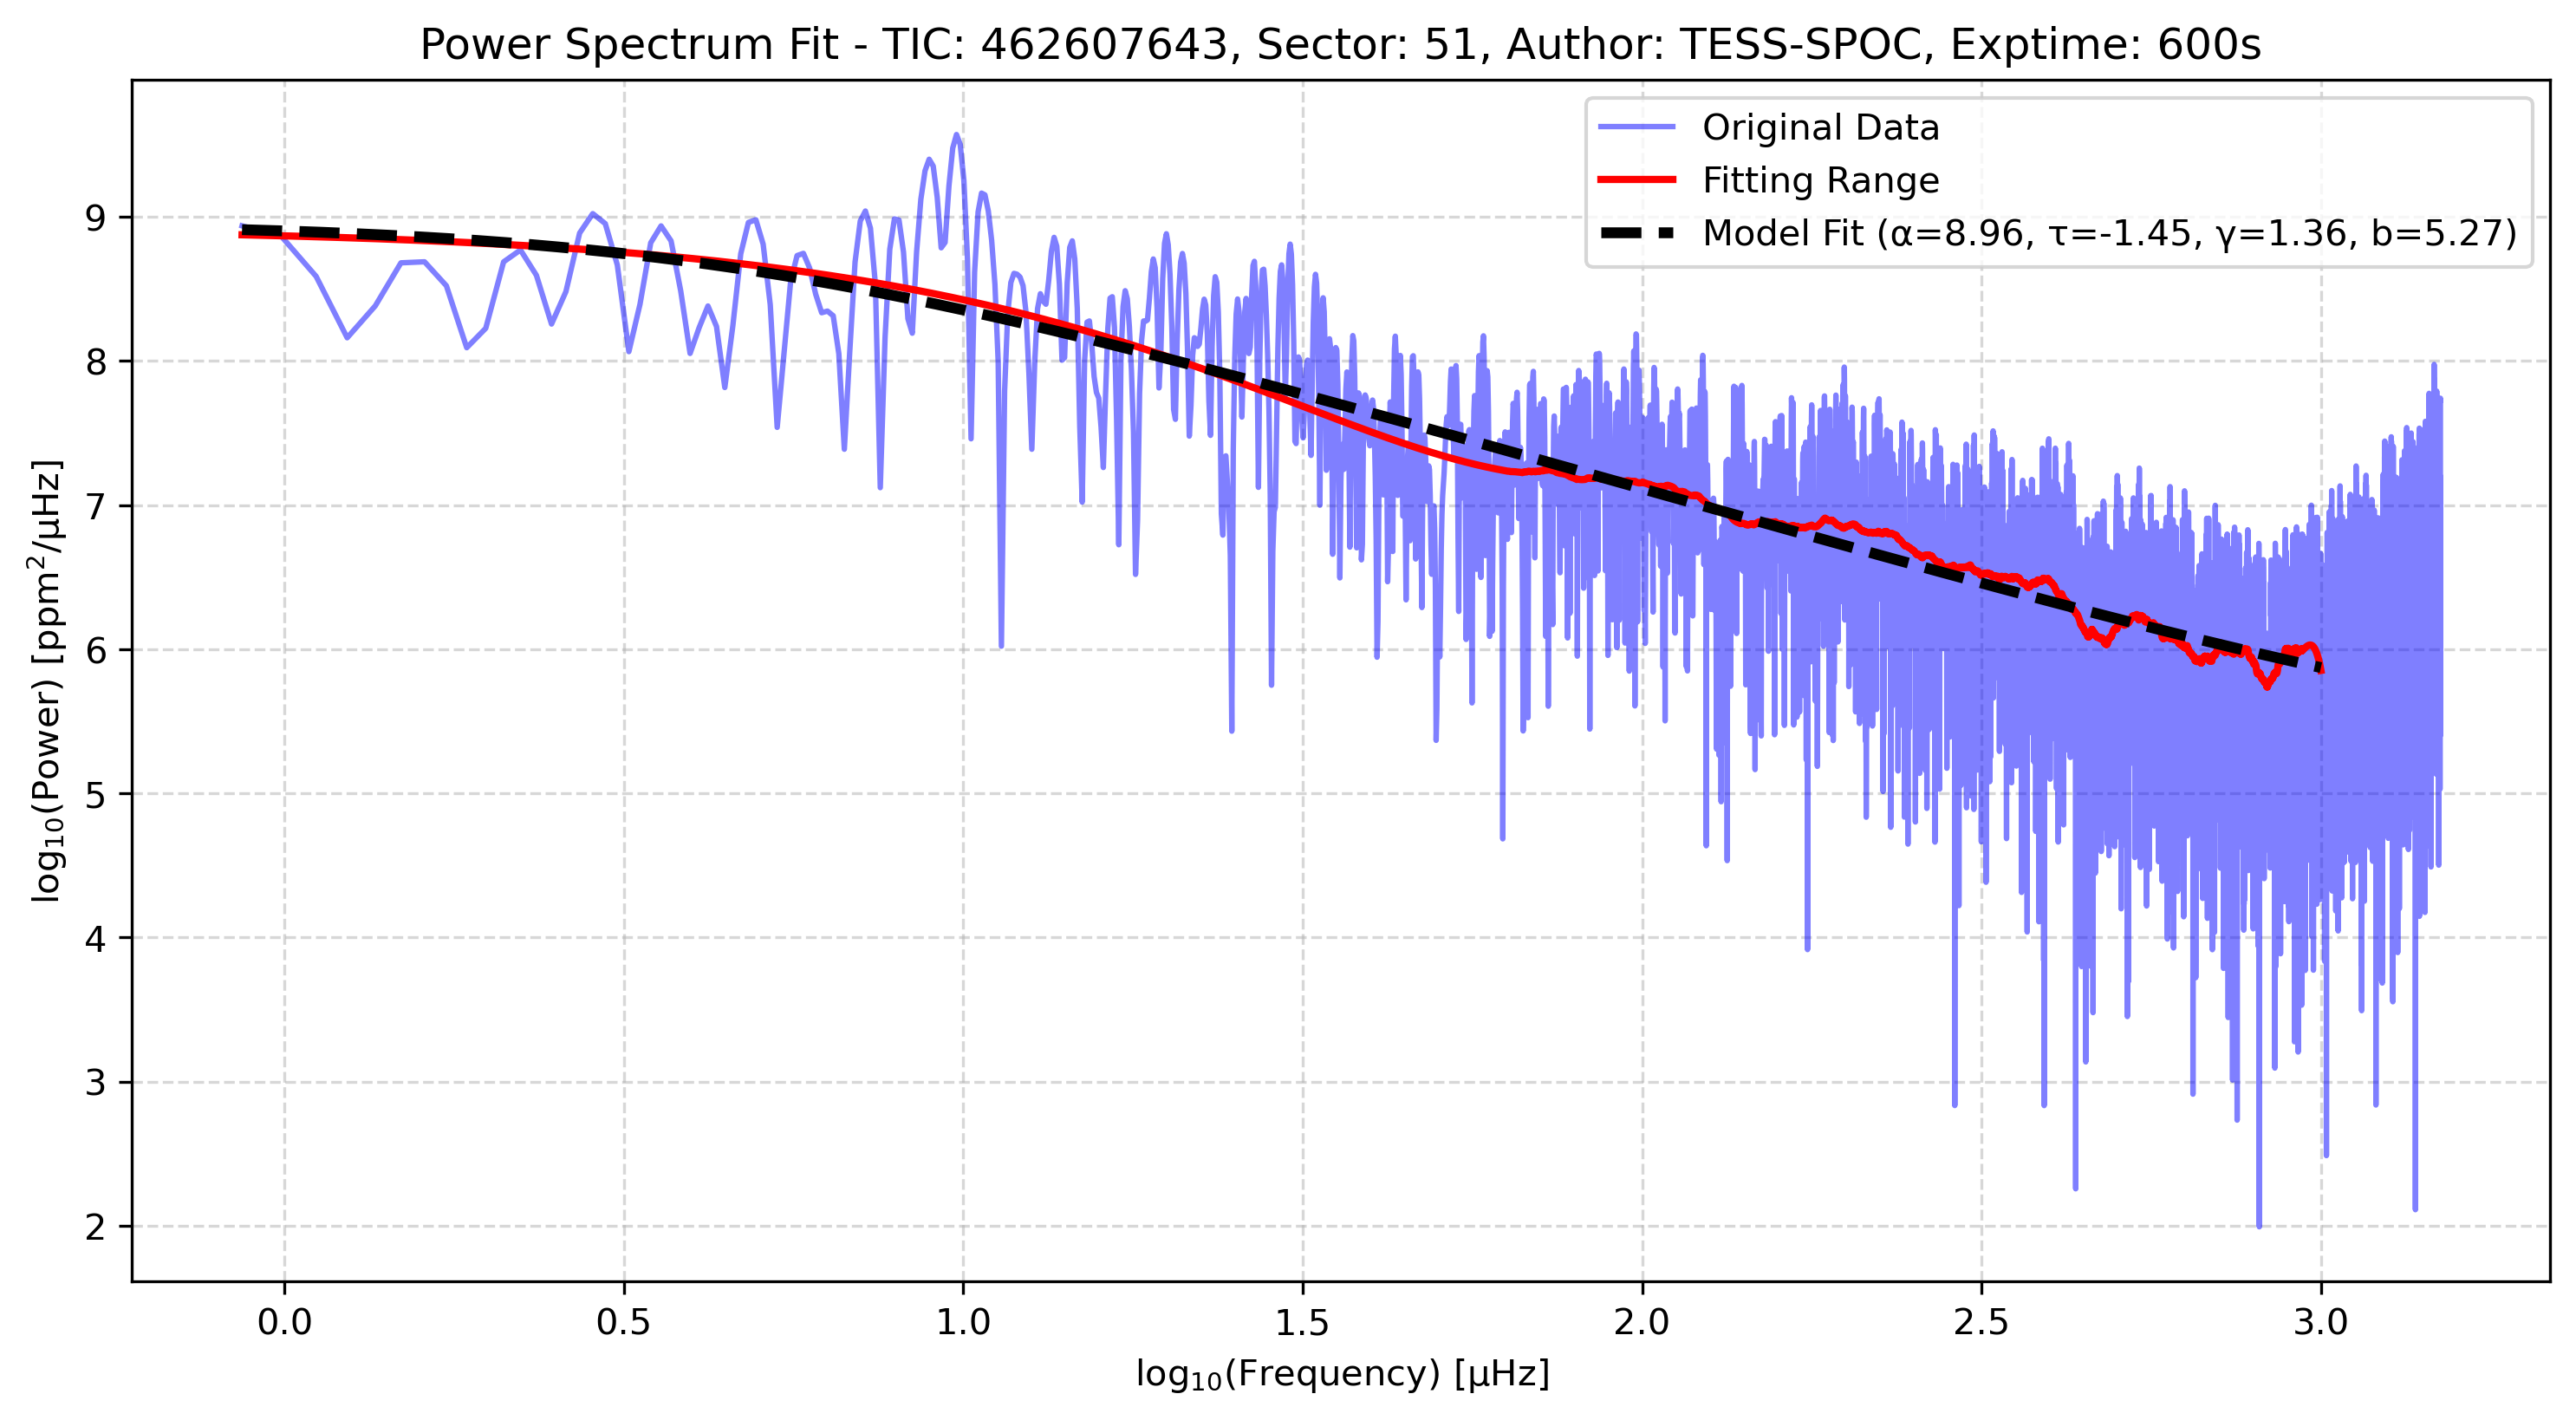 Power Spectrum Fit - TIC: 462607643, Sector: 51, Author: TESS-SPOC, Exptime: 600s
Original Data
Fitting Range
Model Fit (α=8.96, τ=-1.45, γ=1.36, b=5.27)
log₁₀(Power) [ppm²/μHz]
9
8
7
6
5
4
3
2
0.0 0.5 1.0 1.5 2.0 2.5 3.0
log₁₀(Frequency) [μHz]